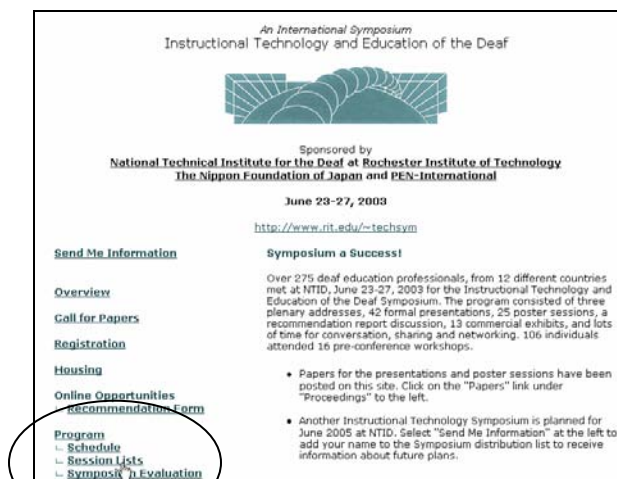 An International Symposium
Instructional Technology and Education of the Deaf
Sponsored by
National Technical Institute for the Deaf at Rochester Institute of Technology
The Nippon Foundation of Japan and PEN-International
June 23-27, 2003
http://www.rit.edu/~techsym
Send Me Information
Overview
Call for Papers
Registration
Housing
Online Opportunities
Recommendation Form
Program
Schedule
Session Lists
Symposium Evaluation
Symposium a Success!
Over 275 deaf education professionals, from 12 different countries
met at NTID, June 23-27, 2003 for the Instructional Technology and
Education of the Deaf Symposium. The program consisted of three
plenary addresses, 42 formal presentations, 25 poster sessions, a
recommendation report discussion, 13 commercial exhibits, and lots
of time for conversation, sharing and networking. 106 individuals
attended 16 pre-conference workshops.
• Papers for the presentations and poster sessions have been
posted on this site. Click on the "Papers" link under
"Proceedings" to the left.
• Another Instructional Technology Symposium is planned for
June 2005 at NTID. Select "Send Me Information" at the left to
add your name to the Symposium distribution list to receive
information about future plans.